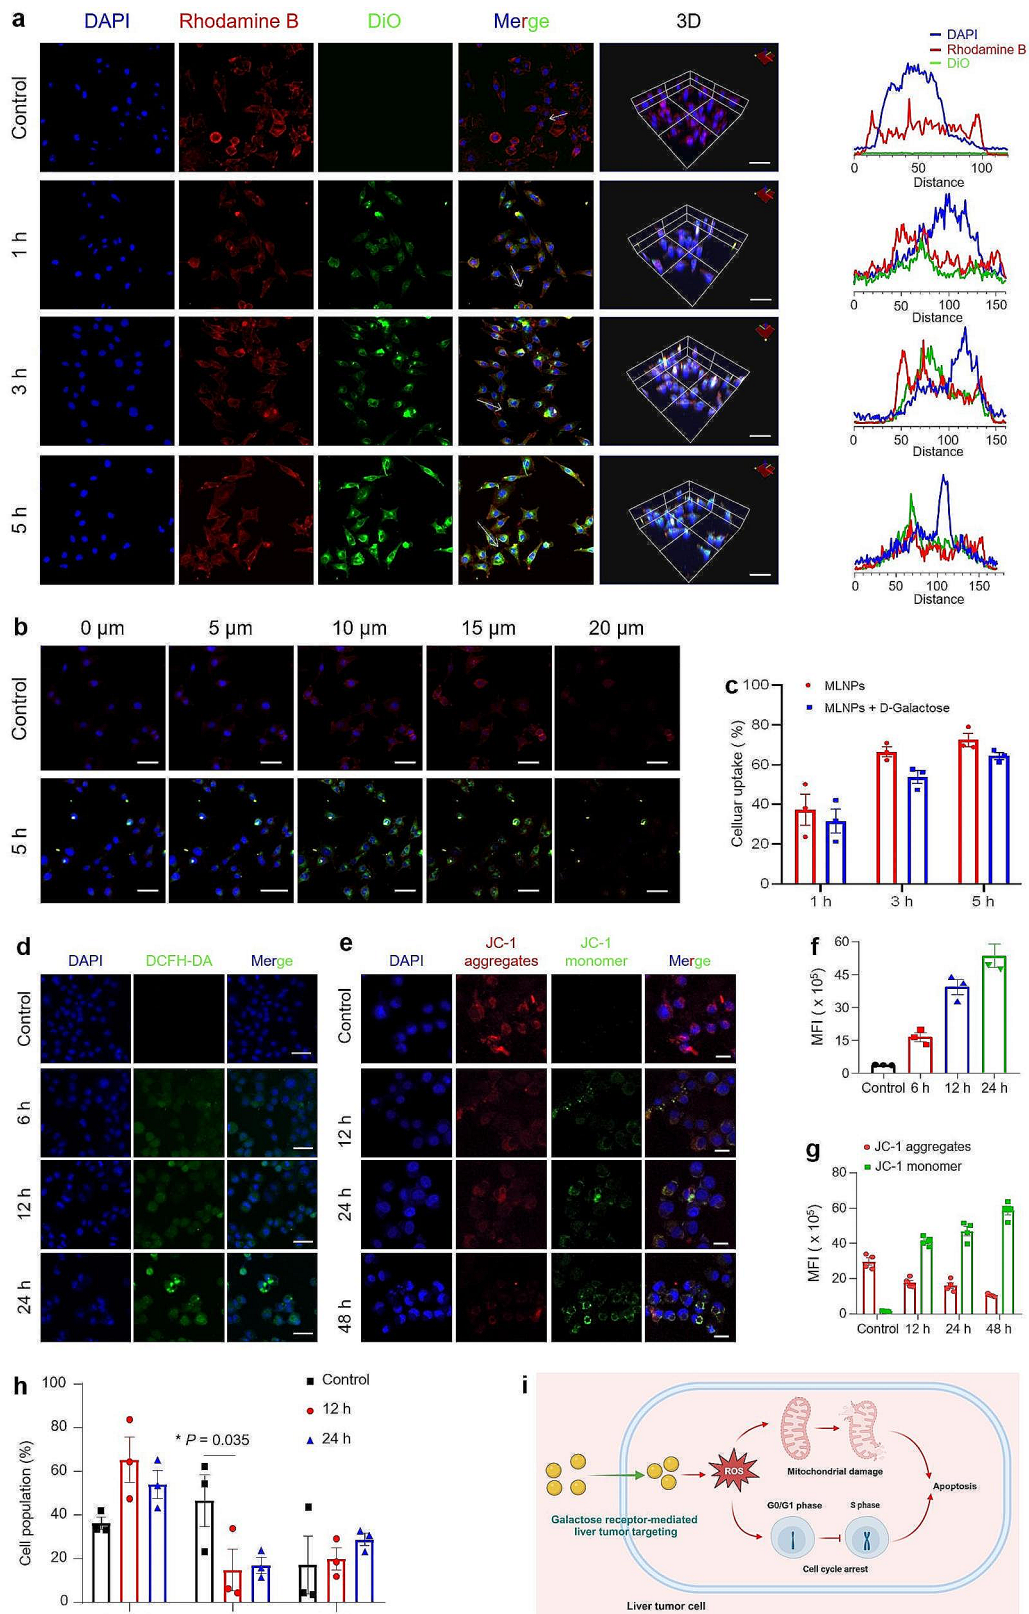 a
DAPI Rhodamine B DiO Merge 3D
DAPI
Rhodamine B
DiO
Control
0 50 100
Distance
1 h
0 50 100 150
Distance
3 h
0 50 100 150
Distance
5 h
0 50 100 150
Distance
b
0 µm 5 µm 10 µm 15 µm 20 µm
Control
5 h
c
MLNPs
MLNPs + D-Galactose
Celluar uptake ( %)
100
80
60
40
20
0
1 h 3 h 5 h
d
DAPI DCFH-DA Merge
Control
6 h
12 h
24 h
e
DAPI JC-1 aggregates JC-1 monomer Merge
Control
12 h
24 h
48 h
f
MFI ( x 10⁵)
60
45
30
15
0
Control 6 h 12 h 24 h
g
JC-1 aggregates
JC-1 monomer
MFI ( x 10⁵)
80
60
40
20
0
Control 12 h 24 h 48 h
h
Control
12 h
24 h
* P = 0.035
Cell population (%)
100
80
60
40
20
0
i
ROS
Mitochondrial damage
Apoptosis
Galactose receptor-mediated
liver tumor targeting
G0/G1 phase S phase
Cell cycle arrest
Liver tumor cell